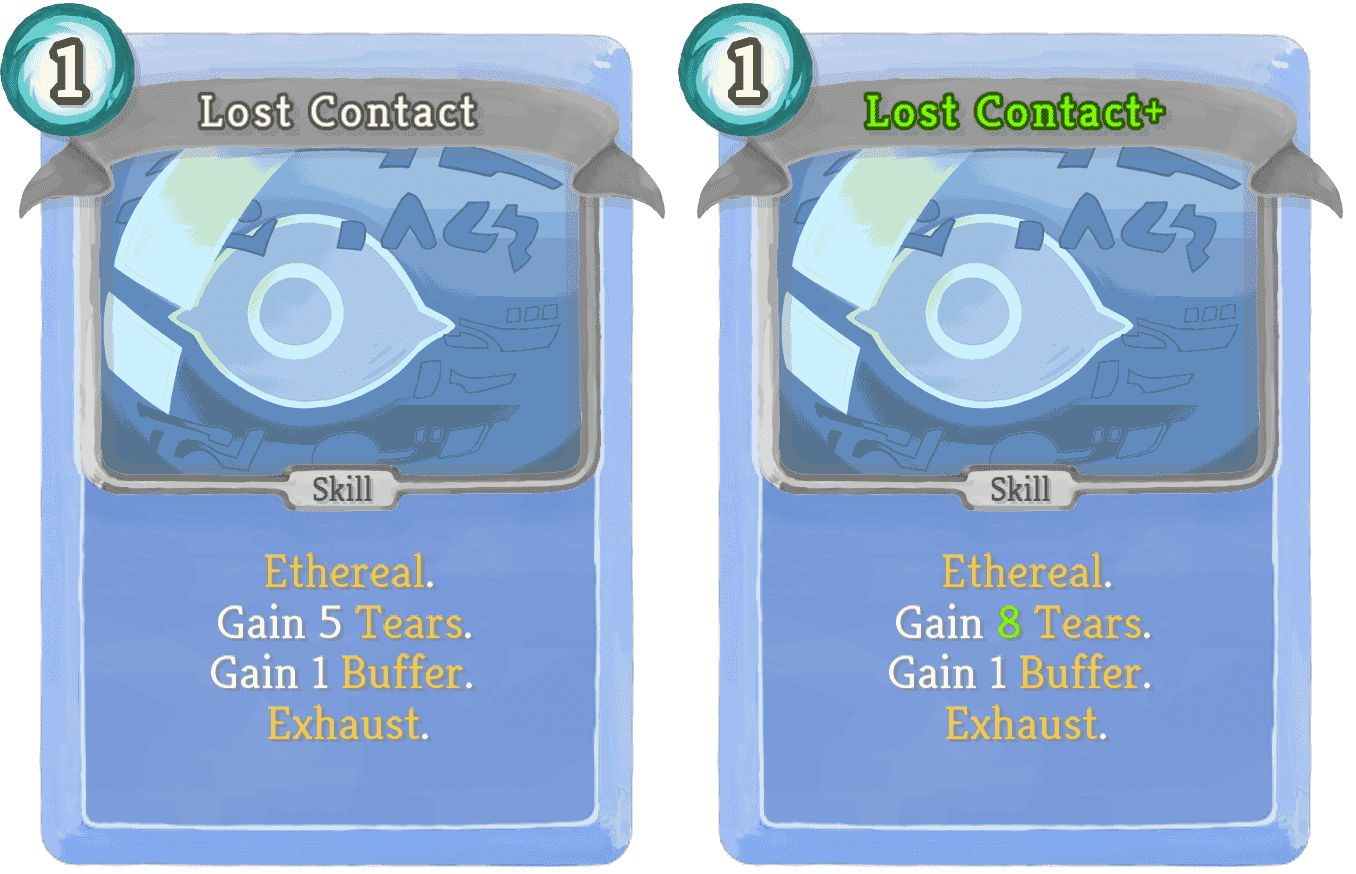 1
Lost Contact
Skill
Ethereal.
Gain 5 Tears.
Gain 1 Buffer.
Exhaust.
1
Lost Contact+
Skill
Ethereal.
Gain 8 Tears.
Gain 1 Buffer.
Exhaust.